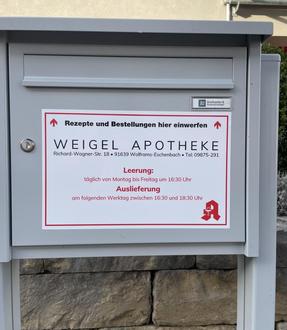 Rezepte und Bestellungen hier einwerfen
WEIGEL APOTHEKE
Richard-Wagner-Str. 18 • 91639 Wolframs-Eschenbach • Tel: 09875-291
Leerung:
täglich von Montag bis Freitag um 16:30 Uhr
Auslieferung
am folgenden Werktag zwischen 16:30 und 18:30 Uhr